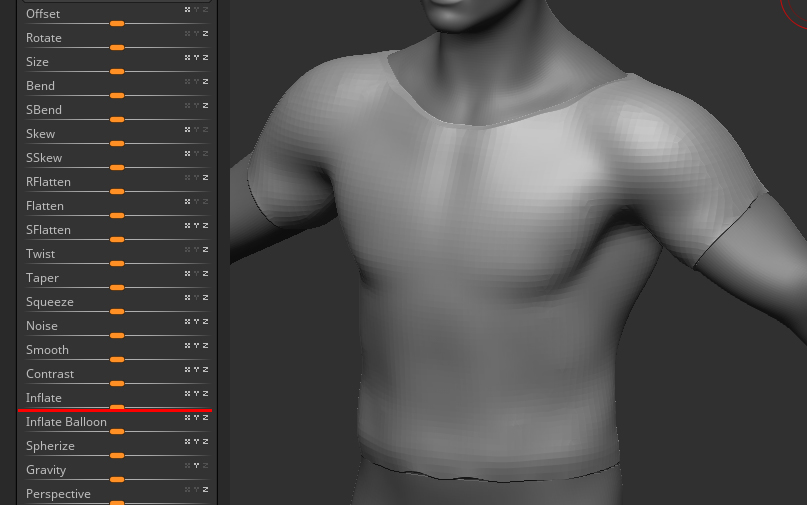 Offset
Rotate
Size
Bend
SBend
Skew
SSkew
RFlatten
Flatten
SFlatten
Twist
Taper
Squeeze
Noise
Smooth
Contrast
Inflate
Inflate Balloon
Spherize
Gravity
Perspective